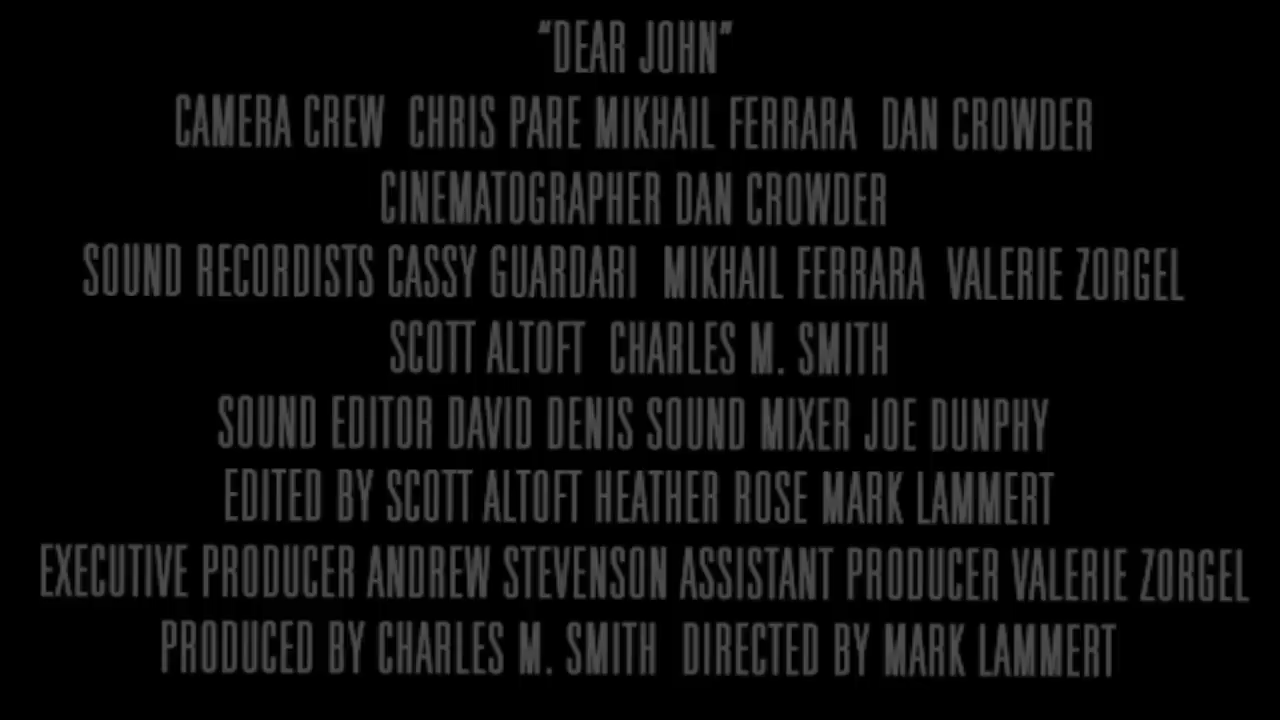 “DEAR JOHN”
CAMERA CREW CHRIS PARE MIKHAIL FERRARA DAN CROWDER
CINEMATOGRAPHER DAN CROWDER
SOUND RECORDISTS CASSY GUARDARI MIKHAIL FERRARA VALERIE ZORGEL
SCOTT ALTOFT CHARLES M. SMITH
SOUND EDITOR DAVID DENIS SOUND MIXER JOE DUNPHY
EDITED BY SCOTT ALTOFT HEATHER ROSE MARK LAMMERT
EXECUTIVE PRODUCER ANDREW STEVENSON ASSISTANT PRODUCER VALERIE ZORGEL
PRODUCED BY CHARLES M. SMITH DIRECTED BY MARK LAMMERT